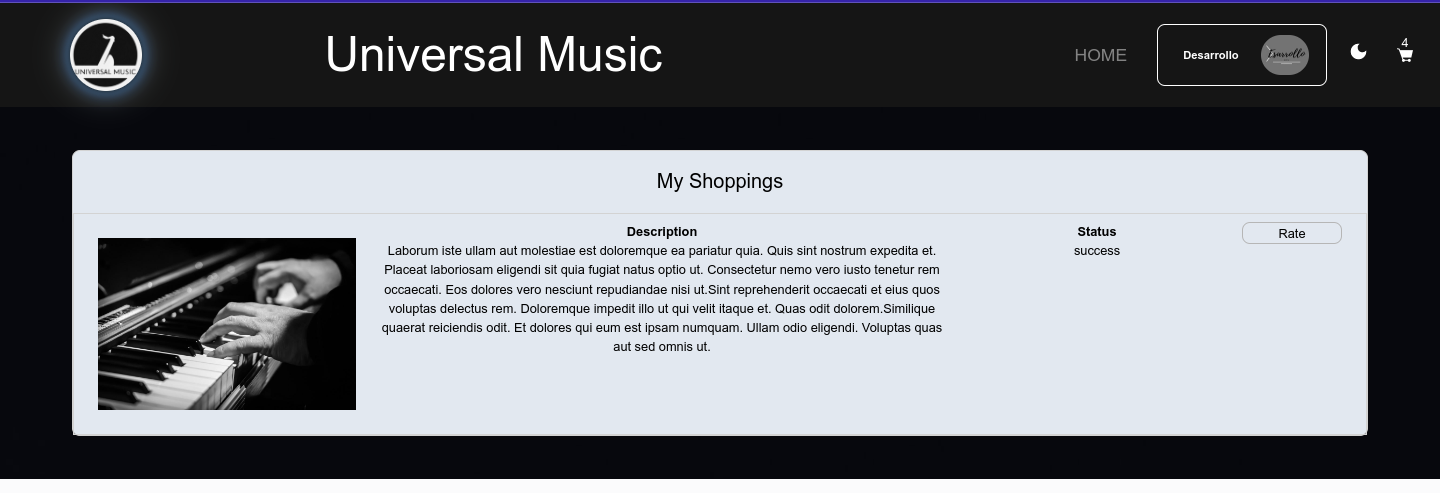 UNIVERSAL MUSIC
Universal Music
HOME
Desarrollo
4
My Shoppings
Description
Laborum iste ullam aut molestiae est doloremque ea pariatur quia. Quis sint nostrum expedita et.
Placeat laboriosam eligendi sit quia fugiat natus optio ut. Consectetur nemo vero iusto tenetur rem
occaecati. Eos dolores vero nesciunt repudiandae nisi ut.Sint reprehenderit occaecati et eius quos
voluptas delectus rem. Doloremque impedit illo ut qui velit itaque et. Quas odit dolorem.Similique
quaerat reiciendis odit. Et dolores qui eum est ipsam numquam. Ullam odio eligendi. Voluptas quas
aut sed omnis ut.
Status
success
Rate